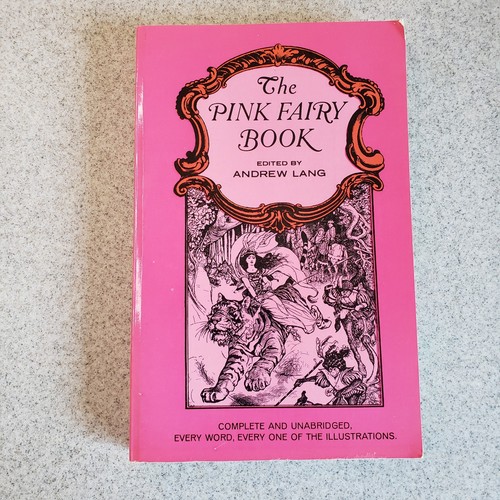 The
PINK FAIRY
BOOK
EDITED BY
ANDREW LANG
COMPLETE AND UNABRIDGED,
EVERY WORD, EVERY ONE OF THE ILLUSTRATIONS.